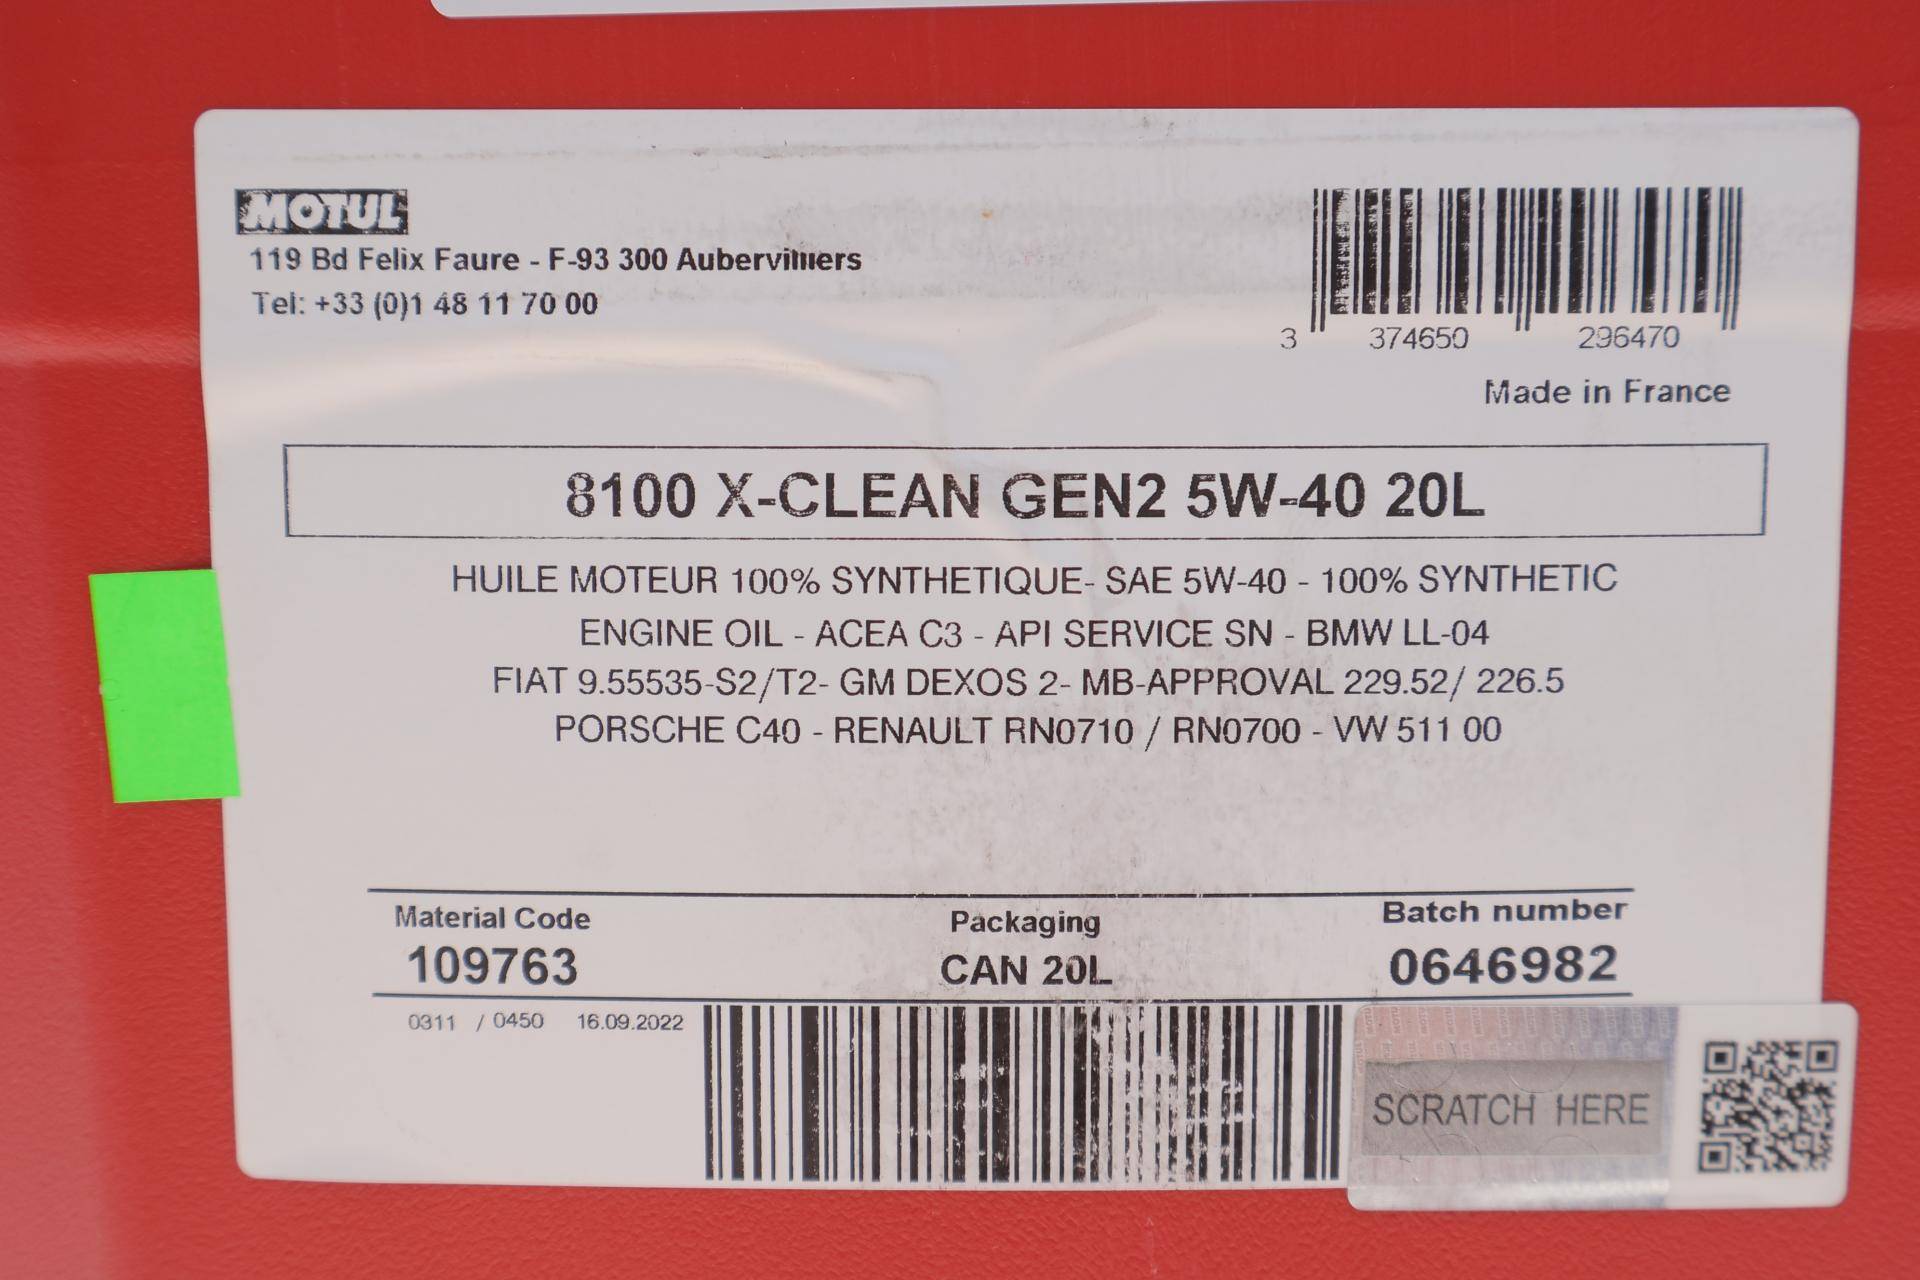 MOTUL
119 Bd Felix Faure - F-93 300 Aubervilliers
Tel: +33 (0)1 48 11 70 00
3 374650 296470
Made in France
8100 X-CLEAN GEN2 5W-40 20L
HUILE MOTEUR 100% SYNTHETIQUE- SAE 5W-40 - 100% SYNTHETIC
ENGINE OIL - ACEA C3 - API SERVICE SN - BMW LL-04
FIAT 9.55535-S2/T2- GM DEXOS 2- MB-APPROVAL 229.52/ 226.5
PORSCHE C40 - RENAULT RN0710 / RN0700 - VW 511 00
Material Code Packaging Batch number
109763 CAN 20L 0646982
0311 / 0450 16.09.2022
SCRATCH HERE